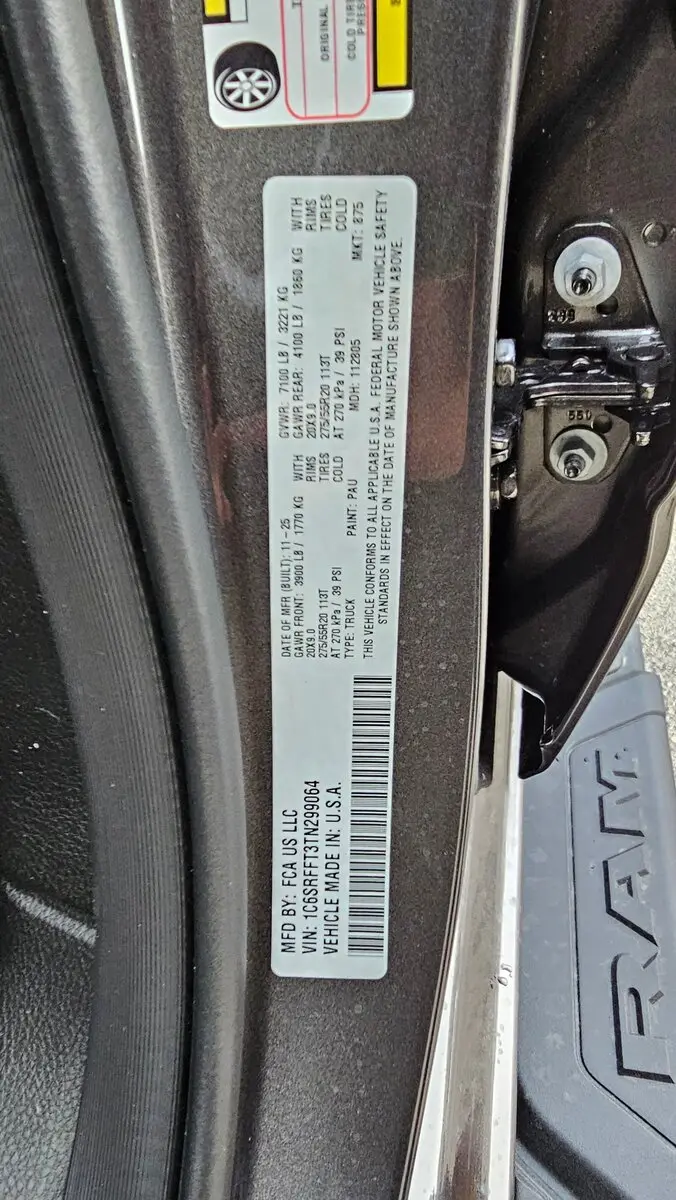 ORIGINAL
COLD TIRE
MFD BY: FCA US LLC
VIN: 1C6SRFFT3TN299064
VEHICLE MADE IN: U.S.A.
DATE OF MFR (BUILT): 11-25 GVWR: 7100 LB / 3221 KG
GAWR FRONT: 3900 LB / 1770 KG WITH GAWR REAR: 4100 LB / 1860 KG WITH
20X9.0 RIMS 20X9.0 RIMS
275/55R20 113T TIRES 275/55R20 113T TIRES
AT 270 kPa / 39 PSI COLD AT 270 kPa / 39 PSI COLD
TYPE: TRUCK PAINT: PAU MDH: 112805 MKT: 875
THIS VEHICLE CONFORMS TO ALL APPLICABLE U.S.A. FEDERAL MOTOR VEHICLE SAFETY
STANDARDS IN EFFECT ON THE DATE OF MANUFACTURE SHOWN ABOVE.
550
RAM